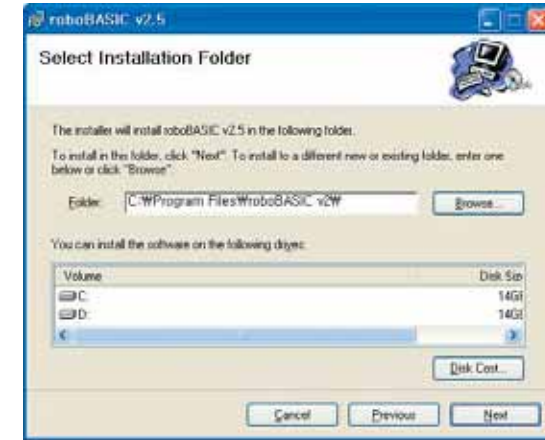 roboBASIC v2.5
Select Installation Folder
The installer will install roboBASIC v2.5 in the following folder.
To install in this folder, click "Next". To install to a different new or existing folder, enter one
below or click "Browse".
Folder: C:₩Program Files₩roboBASIC v2₩ Browse...
You can install the software on the following drives:
Volume Disk Siz
C: 14GB
D: 14GB
Disk Cost...
Cancel Previous Next